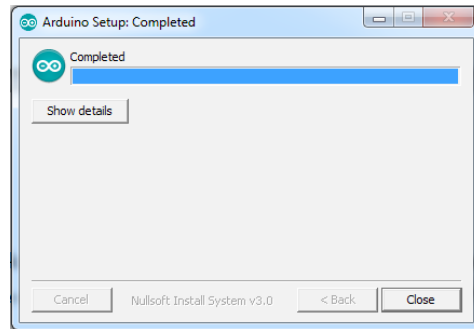 Arduino Setup: Completed
Completed
Show details
Cancel Nullsoft Install System v3.0 < Back Close